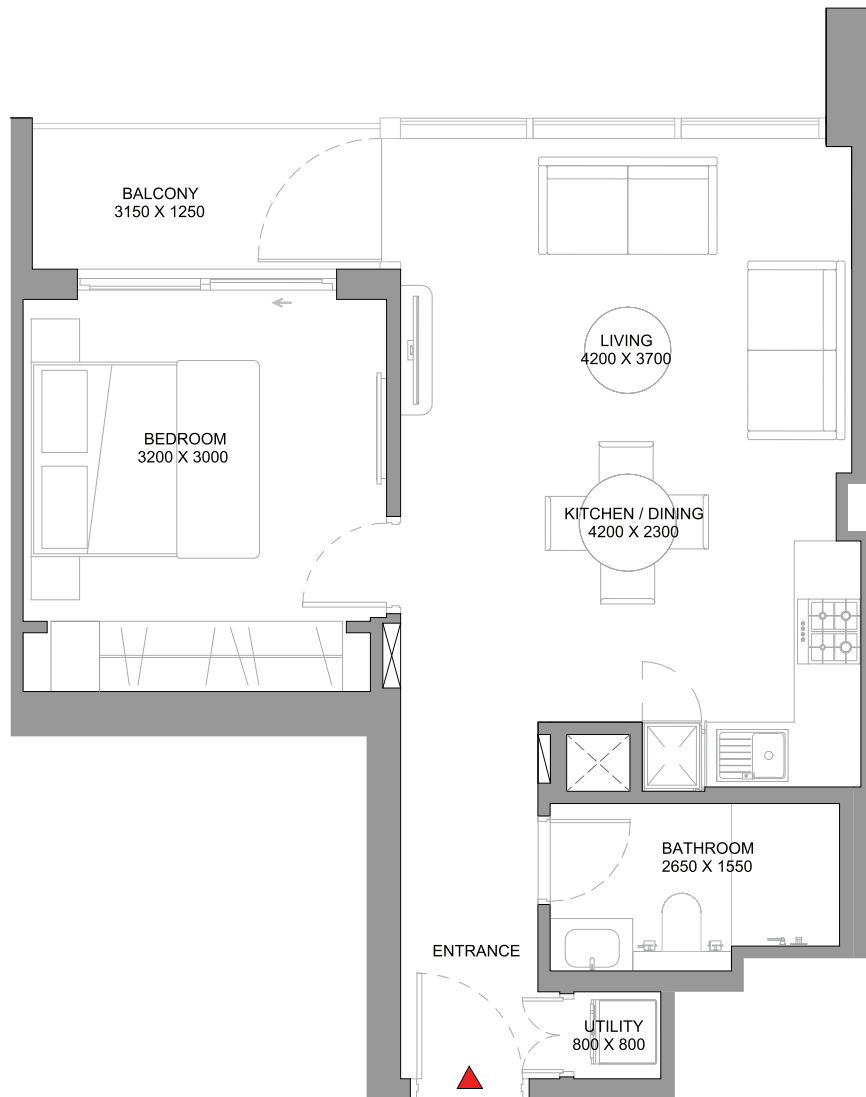 BALCONY
3150 X 1250
LIVING
4200 X 3700
BEDROOM
3200 X 3000
KITCHEN / DINING
4200 X 2300
BATHROOM
2650 X 1550
ENTRANCE
UTILITY
800 X 800